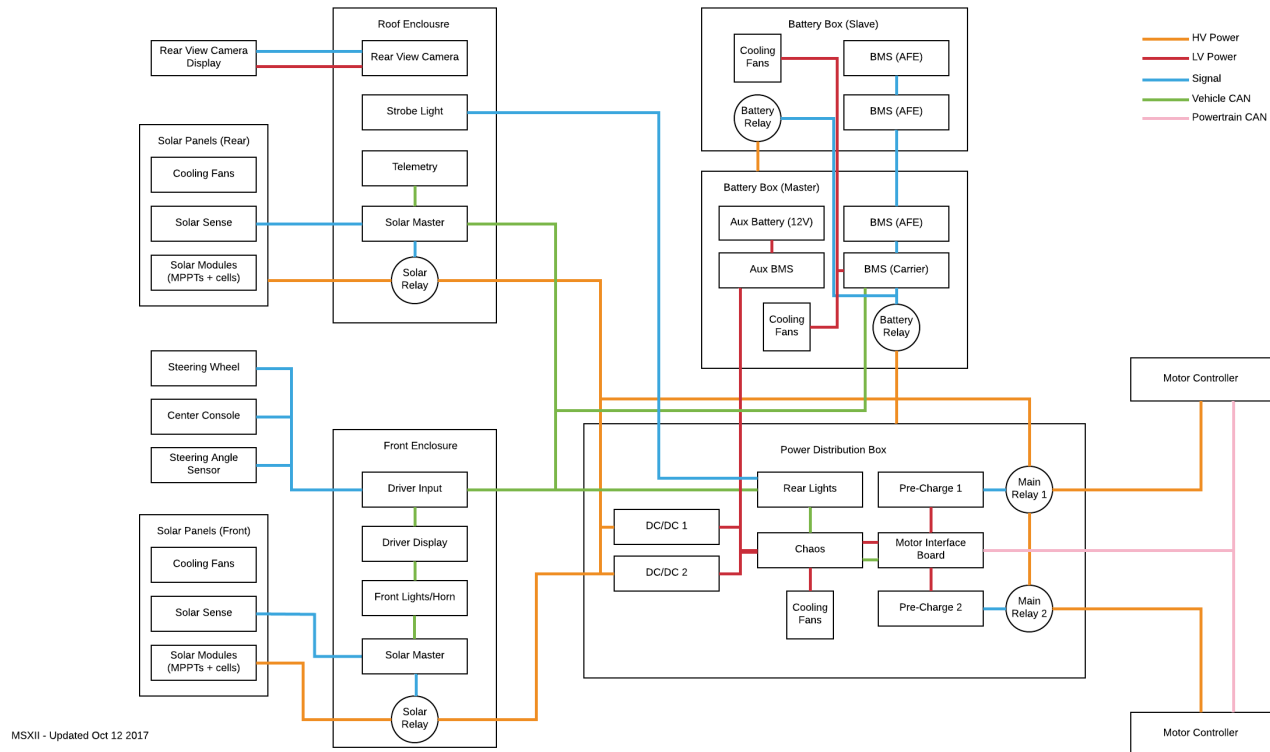 Roof Enclousre
Rear View Camera
Display
Rear View Camera
Strobe Light
Telemetry
Solar Master
Solar
Relay
Solar Panels (Rear)
Cooling Fans
Solar Sense
Solar Modules
(MPPTs + cells)
Battery Box (Slave)
Cooling
Fans
BMS (AFE)
Battery
Relay
BMS (AFE)
Battery Box (Master)
Aux Battery (12V)
BMS (AFE)
Aux BMS
BMS (Carrier)
Cooling
Fans
Battery
Relay
HV Power
LV Power
Signal
Vehicle CAN
Powertrain CAN
Steering Wheel
Center Console
Steering Angle
Sensor
Front Enclosure
Driver Input
Driver Display
Front Lights/Horn
Solar Master
Solar
Relay
Solar Panels (Front)
Cooling Fans
Solar Sense
Solar Modules
(MPPTs + cells)
Power Distribution Box
Rear Lights
Pre-Charge 1
Main
Relay 1
DC/DC 1
Chaos
Motor Interface
Board
DC/DC 2
Cooling
Fans
Pre-Charge 2
Main
Relay 2
Motor Controller
Motor Controller
MSXII - Updated Oct 12 2017